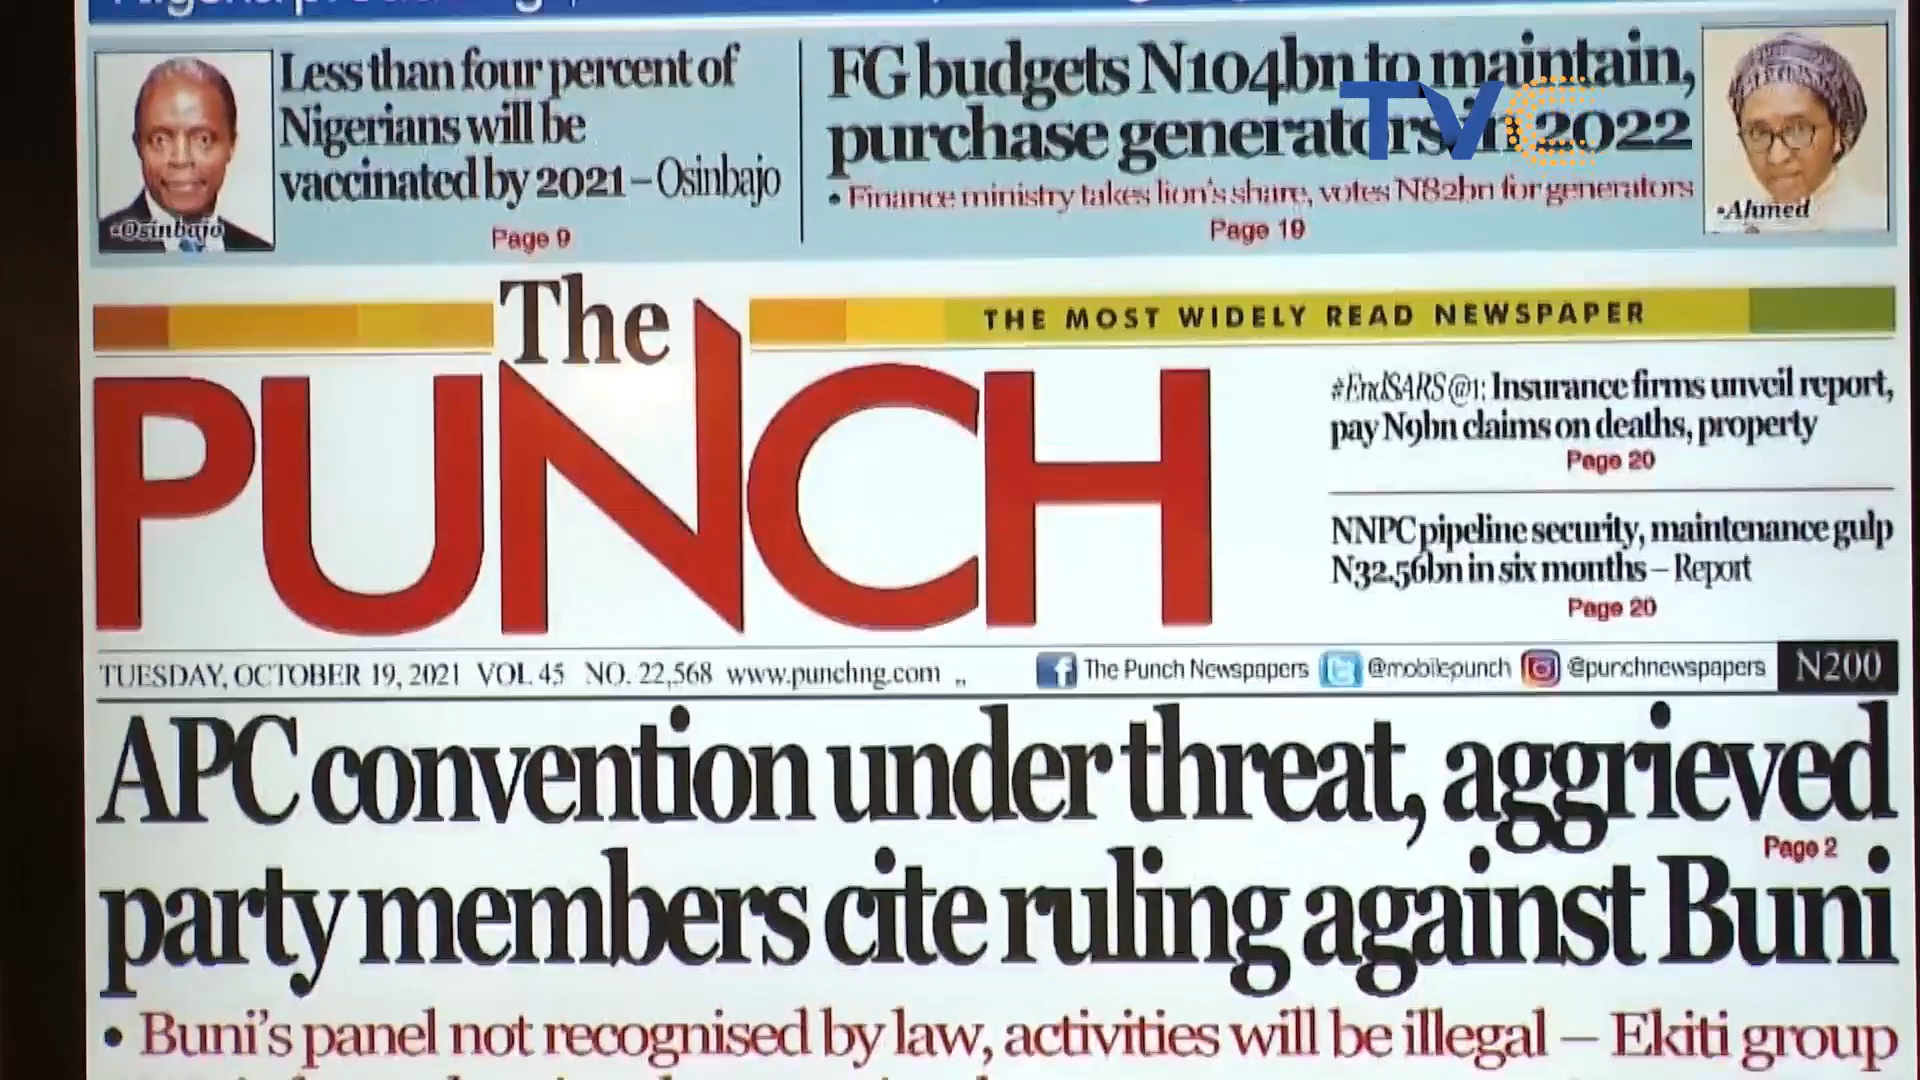 Less than four percent of
Nigerians will be
vaccinated by 2021 – Osinbajo
Page 9
•Osinbajo
FG budgets N104bn to maintain,
purchase generators in 2022
• Finance ministry takes lion's share, votes N82bn for generators
Page 19
•Ahmed
TVC
The
PUNCH
THE MOST WIDELY READ NEWSPAPER
#EndSARS@1: Insurance firms unveil report,
pay N9bn claims on deaths, property
Page 20
NNPC pipeline security, maintenance gulp
N32.56bn in six months – Report
Page 20
TUESDAY, OCTOBER 19, 2021 VOL 45 NO. 22,568 www.punchng.com ,,
The Punch Newspapers @mobilepunch @punchnewspapers N200
APC convention under threat, aggrieved
Page 2
party members cite ruling against Buni
• Buni's panel not recognised by law, activities will be illegal – Ekiti group